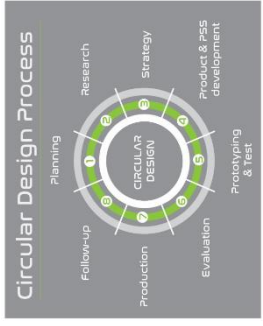 Circular Design Process
Planning
Research
Strategy
Product & PSS
development
Prototyping
& Test
Evaluation
Production
Follow-up
1
2
3
4
5
6
7
8
CIRCULAR
DESIGN